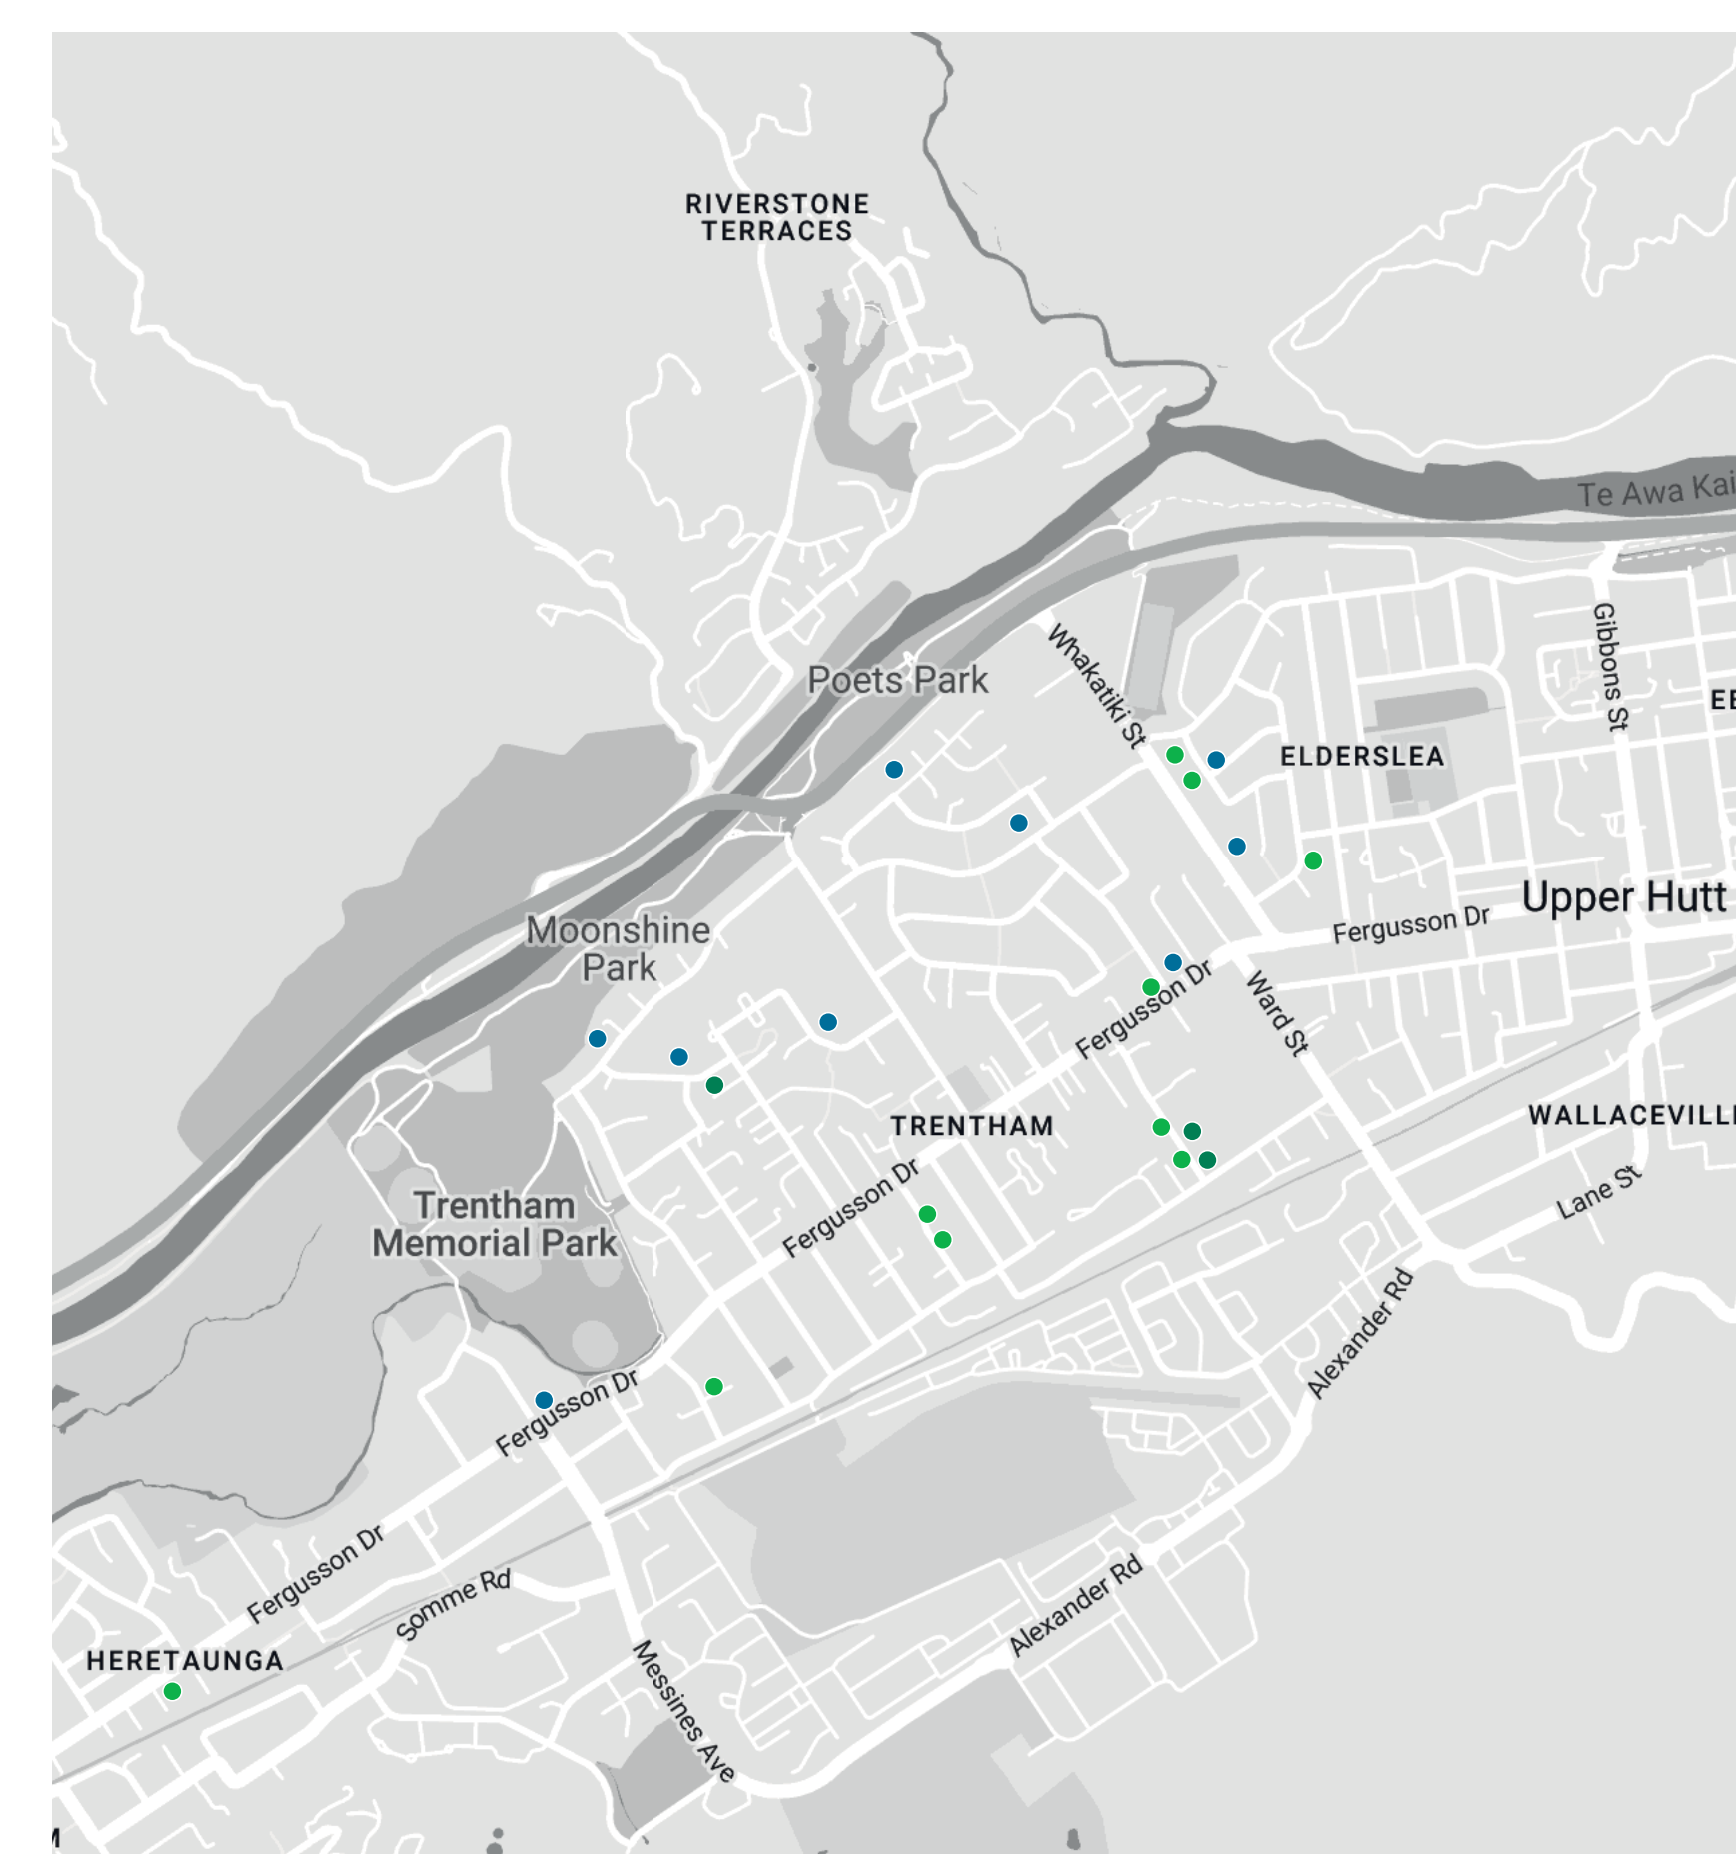 RIVERSTONE
TERRACES
Te Awa Kai
Whakatiki St
Gibbons St
Poets Park
ELDERSLEA
Upper Hutt
Fergusson Dr
Moonshine
Park
Fergusson Dr
Ward St
TRENTHAM
WALLACEVILL
Fergusson Dr
Lane St
Trentham
Memorial Park
Alexander Rd
Fergusson Dr
Fergusson Dr
Somme Rd
Alexander Rd
HERETAUNGA
Messines Ave